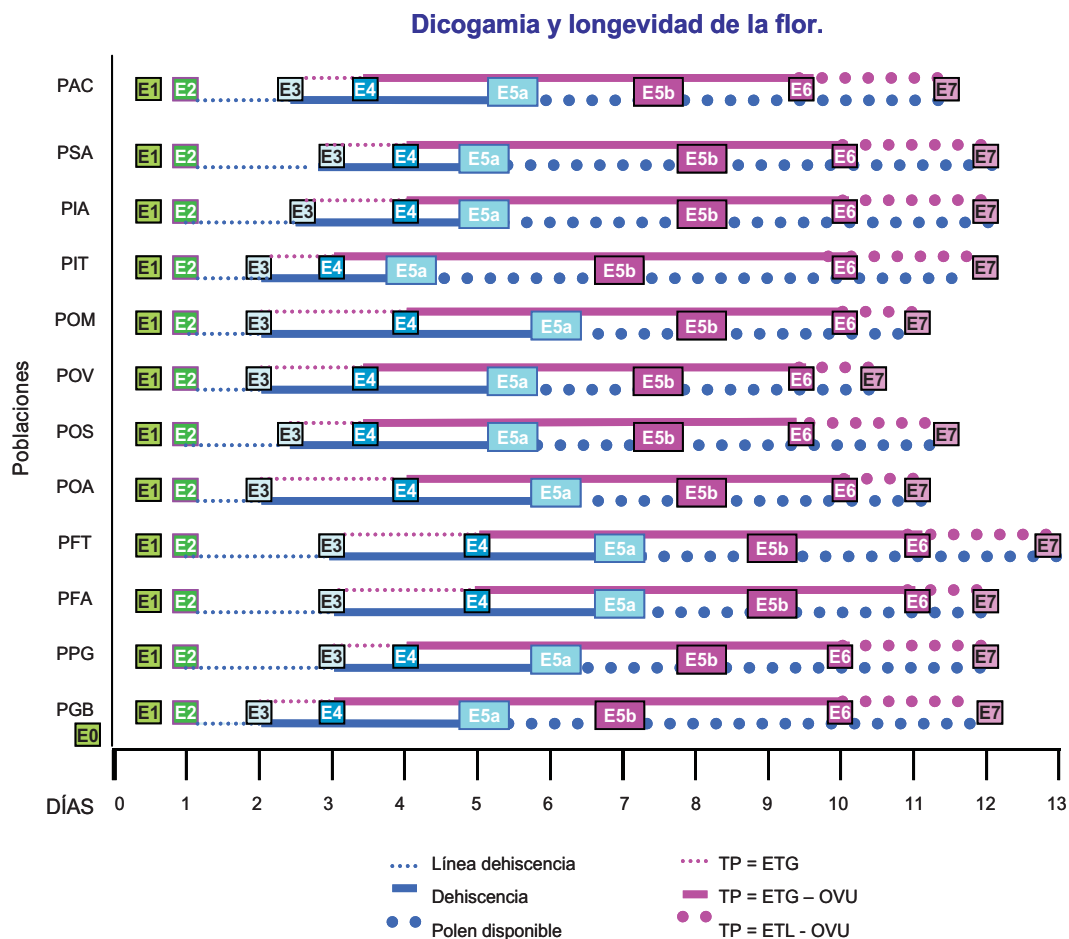 Dicogamia y longevidad de la flor.
PAC E1 E2 E3 E4 E5a E5b E6 E7
PSA E1 E2 E3 E4 E5a E5b E6 E7
PIA E1 E2 E3 E4 E5a E5b E6 E7
PIT E1 E2 E3 E4 E5a E5b E6 E7
POM E1 E2 E3 E4 E5a E5b E6 E7
POV E1 E2 E3 E4 E5a E5b E6 E7
POS E1 E2 E3 E4 E5a E5b E6 E7
POA E1 E2 E3 E4 E5a E5b E6 E7
PFT E1 E2 E3 E4 E5a E5b E6 E7
PFA E1 E2 E3 E4 E5a E5b E6 E7
PPG E1 E2 E3 E4 E5a E5b E6 E7
PGB E1 E2 E3 E4 E5a E5b E6 E7
E0
Poblaciones
DÍAS 0 1 2 3 4 5 6 7 8 9 10 11 12 13
Línea dehiscencia
Dehiscencia
Polen disponible
TP = ETG
TP = ETG – OVU
TP = ETL - OVU